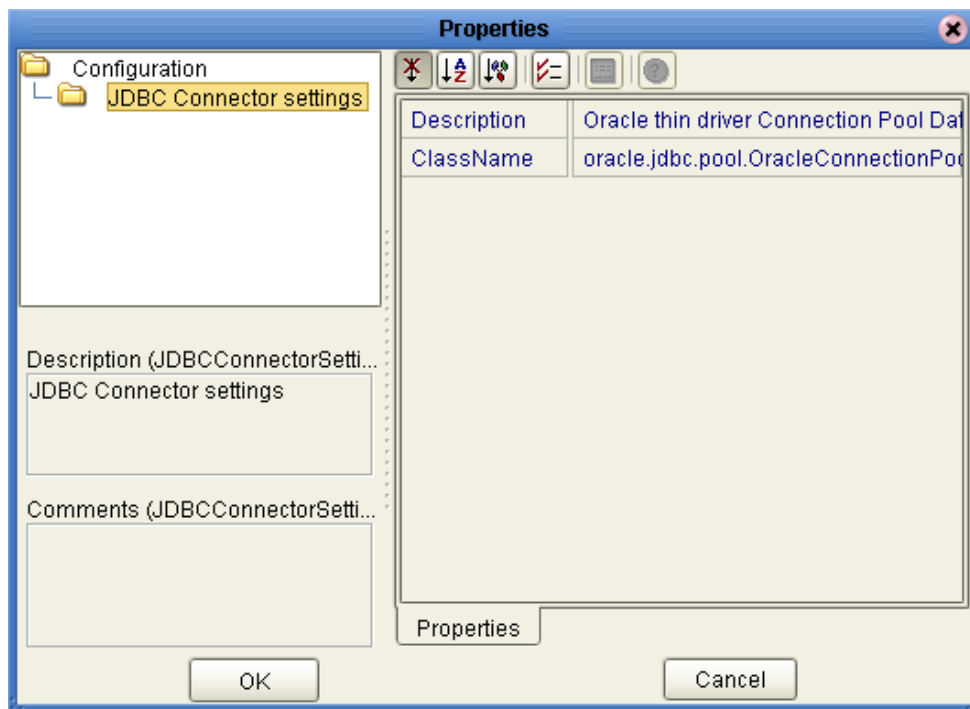 Properties
Configuration
JDBC Connector settings
Description Oracle thin driver Connection Pool Dat
ClassName oracle.jdbc.pool.OracleConnectionPoo
Description (JDBCConnectorSetti...
JDBC Connector settings
Comments (JDBCConnectorSetti...
Properties
OK
Cancel